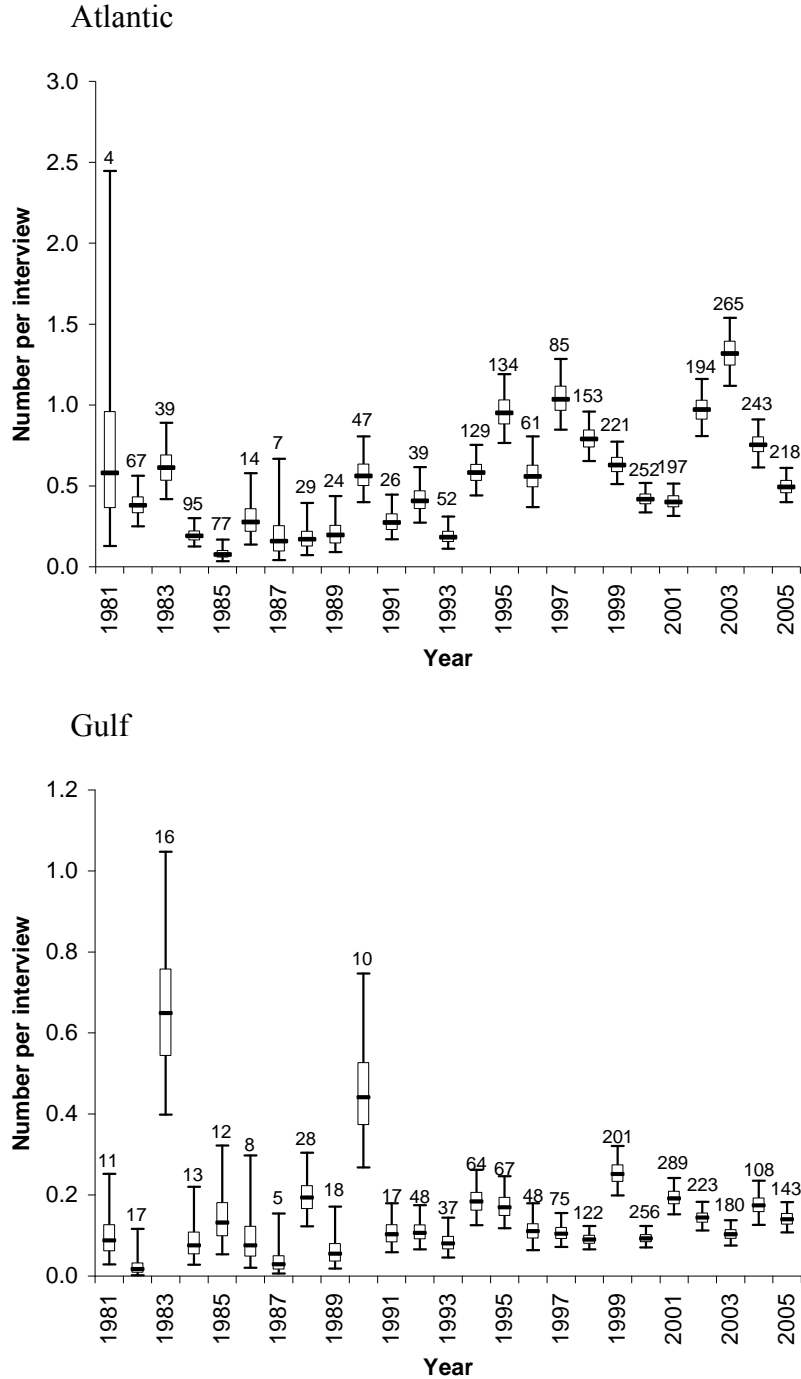 Atlantic
3.0
2.5
2.0
1.5
1.0
0.5
0.0
Number per interview
4 67 39 95 77 14 7 29 24 47 26 39 52 129 134 61 85 153 221 252 197 194 265 243 218
1981 1983 1985 1987 1989 1991 1993 1995 1997 1999 2001 2003 2005
Year
Gulf
1.2
1.0
0.8
0.6
0.4
0.2
0.0
Number per interview
11 17 16 13 12 8 5 28 18 10 17 48 37 64 67 48 75 122 201 256 289 223 180 108 143
1981 1983 1985 1987 1989 1991 1993 1995 1997 1999 2001 2003 2005
Year